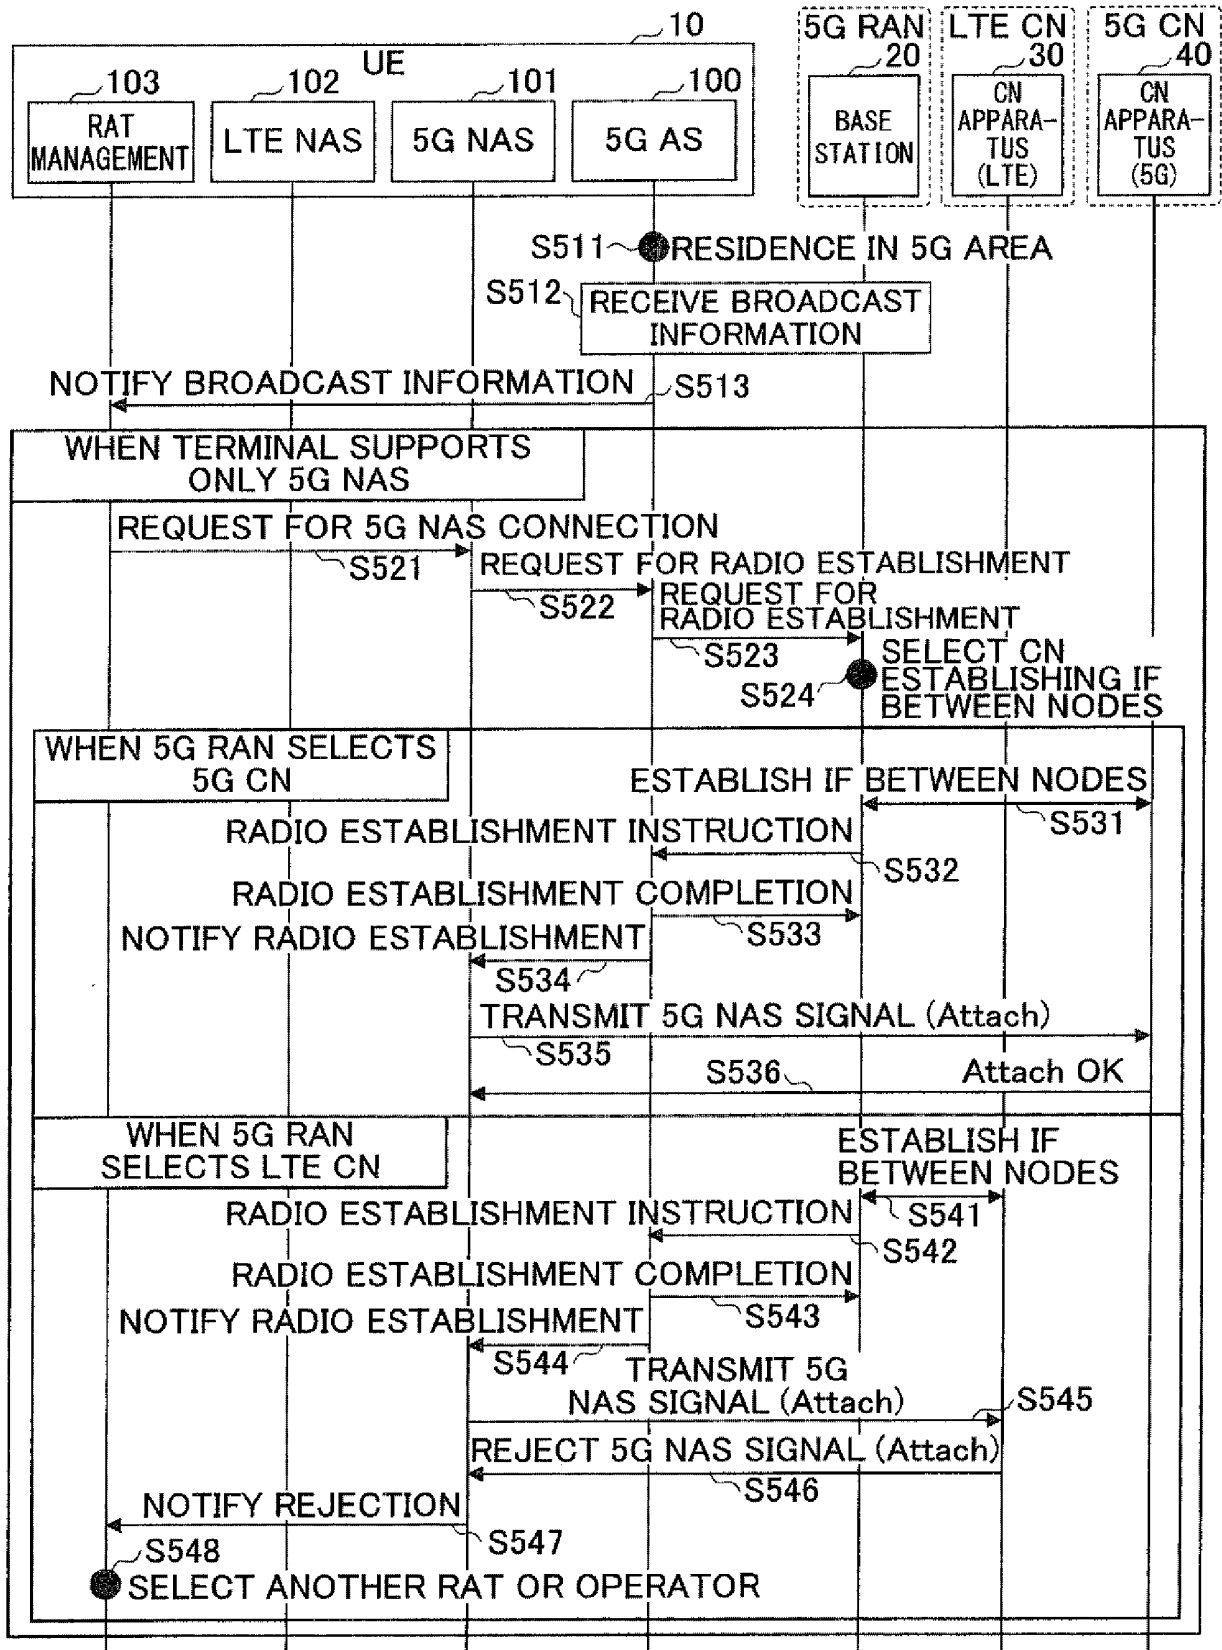 10
5G RAN
LTE CN
5G CN
UE
20
30
40
103
102
101
100
RAT
MANAGEMENT
LTE NAS
5G NAS
5G AS
BASE
STATION
CN
APPARA-
TUS
(LTE)
CN
APPARA-
TUS
(5G)
S511
RESIDENCE IN 5G AREA
S512
RECEIVE BROADCAST
INFORMATION
NOTIFY BROADCAST INFORMATION
S513
WHEN TERMINAL SUPPORTS
ONLY 5G NAS
REQUEST FOR 5G NAS CONNECTION
S521
REQUEST FOR RADIO ESTABLISHMENT
S522
REQUEST FOR
RADIO ESTABLISHMENT
S523
S524
SELECT CN
ESTABLISHING IF
BETWEEN NODES
WHEN 5G RAN SELECTS
5G CN
ESTABLISH IF BETWEEN NODES
S531
RADIO ESTABLISHMENT INSTRUCTION
S532
RADIO ESTABLISHMENT COMPLETION
S533
NOTIFY RADIO ESTABLISHMENT
S534
TRANSMIT 5G NAS SIGNAL (Attach)
S535
S536
Attach OK
WHEN 5G RAN
SELECTS LTE CN
ESTABLISH IF
BETWEEN NODES
S541
RADIO ESTABLISHMENT INSTRUCTION
S542
RADIO ESTABLISHMENT COMPLETION
S543
NOTIFY RADIO ESTABLISHMENT
S544
TRANSMIT 5G
NAS SIGNAL (Attach)
S545
REJECT 5G NAS SIGNAL (Attach)
S546
NOTIFY REJECTION
S547
S548
SELECT ANOTHER RAT OR OPERATOR